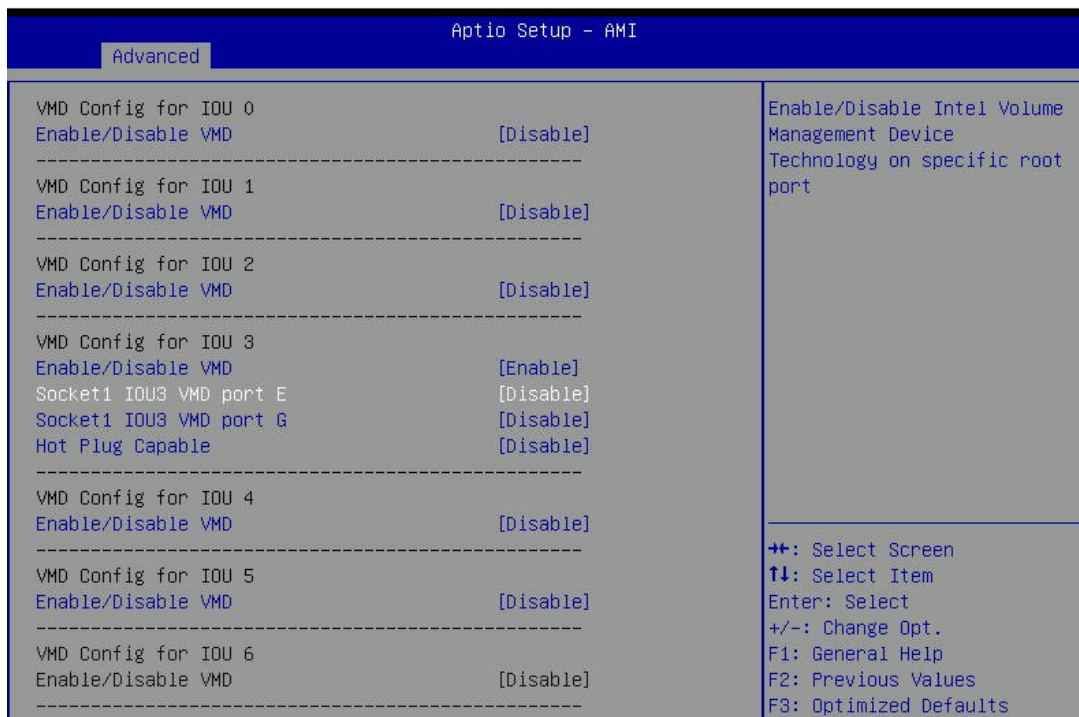 Aptio Setup – AMI
Advanced
VMD Config for IOU 0
Enable/Disable VMD [Disable]
------------------------------------------------------
VMD Config for IOU 1
Enable/Disable VMD [Disable]
------------------------------------------------------
VMD Config for IOU 2
Enable/Disable VMD [Disable]
------------------------------------------------------
VMD Config for IOU 3
Enable/Disable VMD [Enable]
Socket1 IOU3 VMD port E [Disable]
Socket1 IOU3 VMD port G [Disable]
Hot Plug Capable [Disable]
------------------------------------------------------
VMD Config for IOU 4
Enable/Disable VMD [Disable]
------------------------------------------------------
VMD Config for IOU 5
Enable/Disable VMD [Disable]
------------------------------------------------------
VMD Config for IOU 6
Enable/Disable VMD [Disable]
------------------------------------------------------
Enable/Disable Intel Volume
Management Device
Technology on specific root
port
→←: Select Screen
↑↓: Select Item
Enter: Select
+/-: Change Opt.
F1: General Help
F2: Previous Values
F3: Optimized Defaults